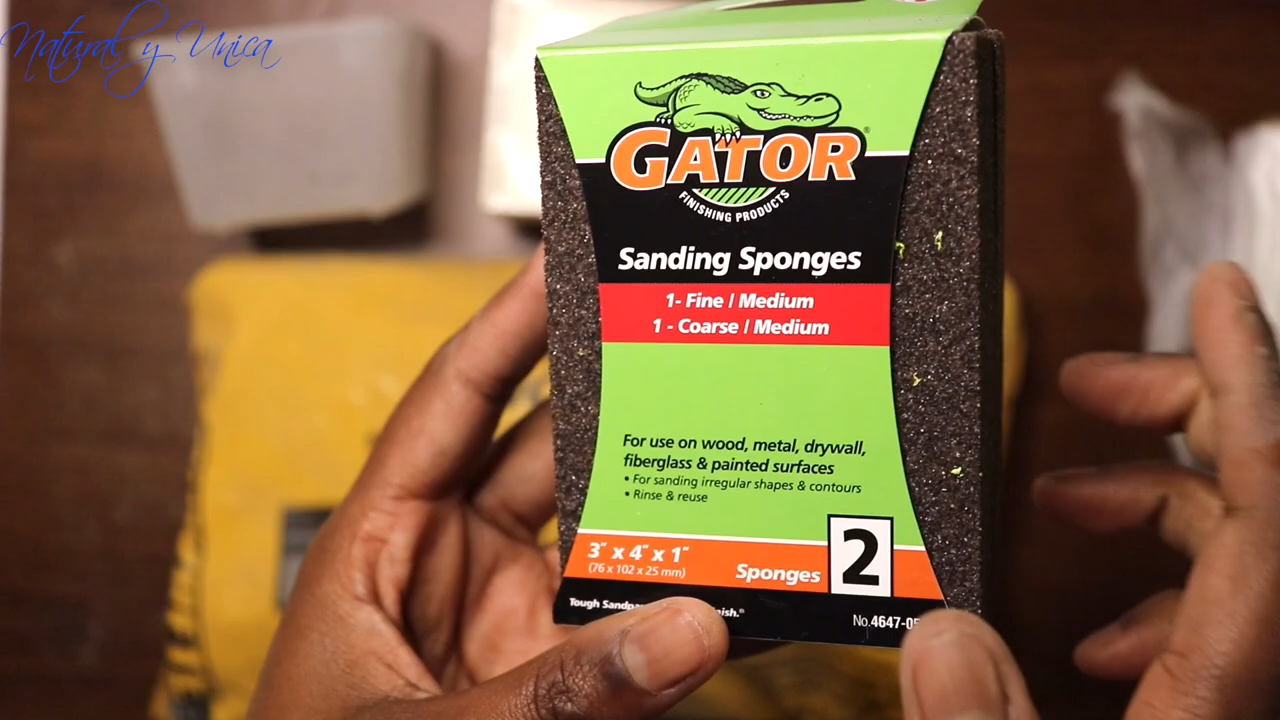 Natural y Unica
GATOR®
FINISHING PRODUCTS
Sanding Sponges
1- Fine / Medium
1 - Coarse / Medium
For use on wood, metal, drywall,
fiberglass & painted surfaces
• For sanding irregular shapes & contours
• Rinse & reuse
3" x 4" x 1"
(76 x 102 x 25 mm)
Sponges 2
Tough
No.4647-05